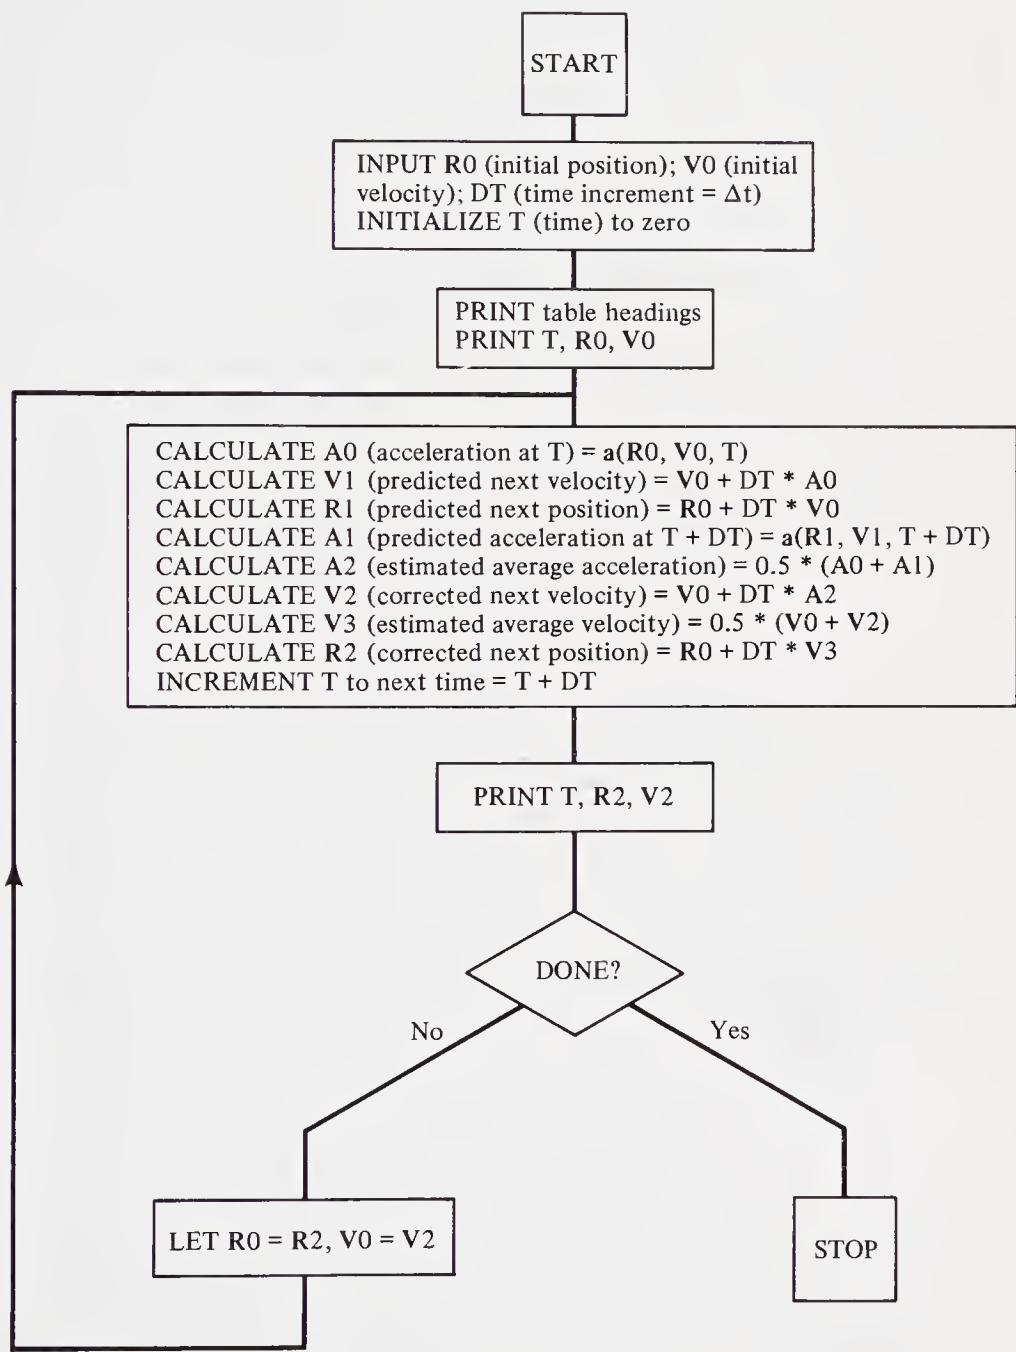 START
INPUT R0 (initial position); V0 (initial
velocity); DT (time increment = Δt)
INITIALIZE T (time) to zero
PRINT table headings
PRINT T, R0, V0
CALCULATE A0 (acceleration at T) = a(R0, V0, T)
CALCULATE V1 (predicted next velocity) = V0 + DT * A0
CALCULATE R1 (predicted next position) = R0 + DT * V0
CALCULATE A1 (predicted acceleration at T + DT) = a(R1, V1, T + DT)
CALCULATE A2 (estimated average acceleration) = 0.5 * (A0 + A1)
CALCULATE V2 (corrected next velocity) = V0 + DT * A2
CALCULATE V3 (estimated average velocity) = 0.5 * (V0 + V2)
CALCULATE R2 (corrected next position) = R0 + DT * V3
INCREMENT T to next time = T + DT
PRINT T, R2, V2
DONE?
No
Yes
LET R0 = R2, V0 = V2
STOP